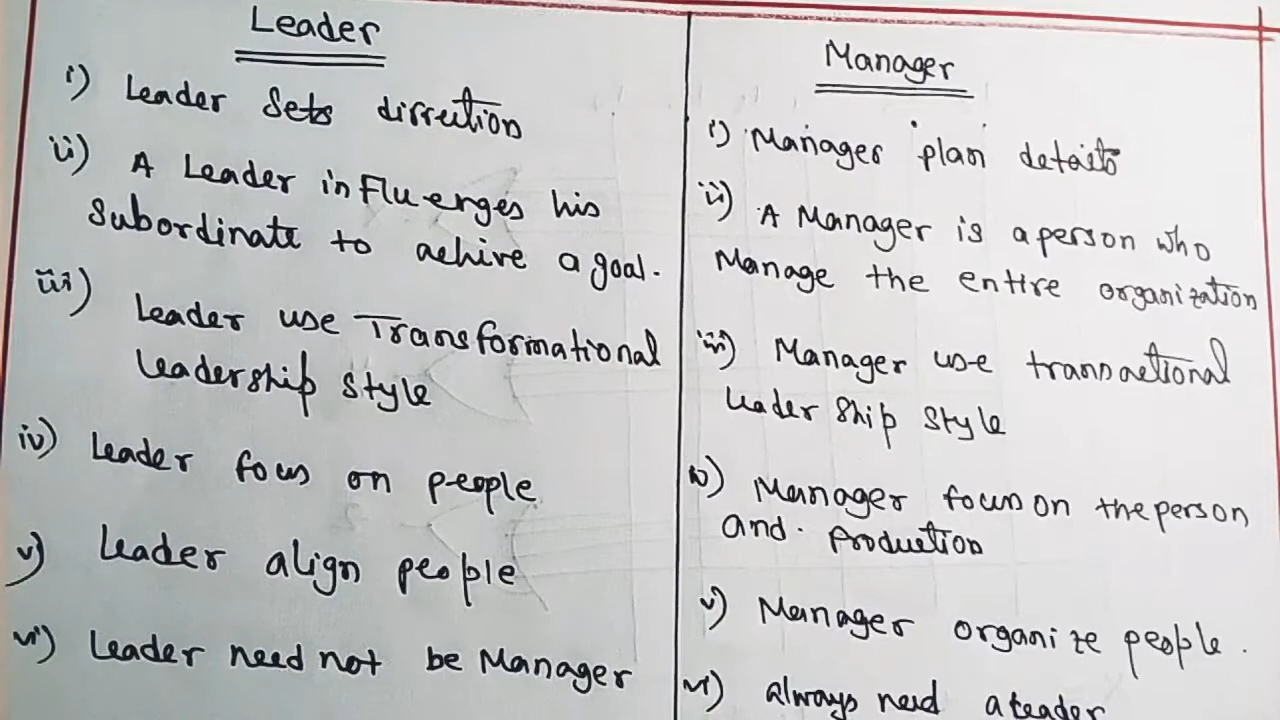 Leader
i) Leader Sets dirrection
ii) A Leader influenges his
Subordinate to achive a goal.
iii) Leader use Transformational
Leadership Style
iv) Leader focus on people
v) Leader align people
vi) Leader need not be Manager
Manager
i) Manager plan details
ii) A Manager is a person who
Manage the entire organization
iii) Manager use transactional
Leader Ship Style
iv) Manager focus on the person
and. Production
v) Manager organize people.
vi) always need a leader